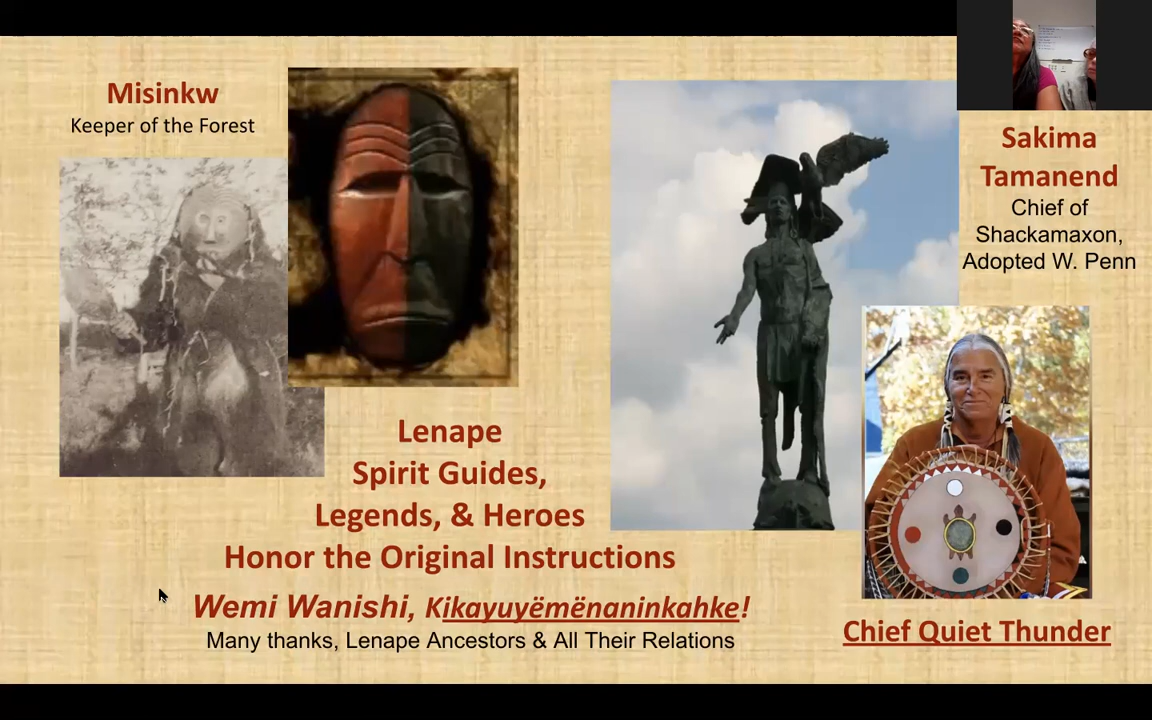 Misinkw
Keeper of the Forest
Sakima
Tamanend
Chief of
Shackamaxon,
Adopted W. Penn
Lenape
Spirit Guides,
Legends, & Heroes
Honor the Original Instructions
Wemi Wanishi, Kikayuyëmënaninkahke!
Many thanks, Lenape Ancestors & All Their Relations
Chief Quiet Thunder